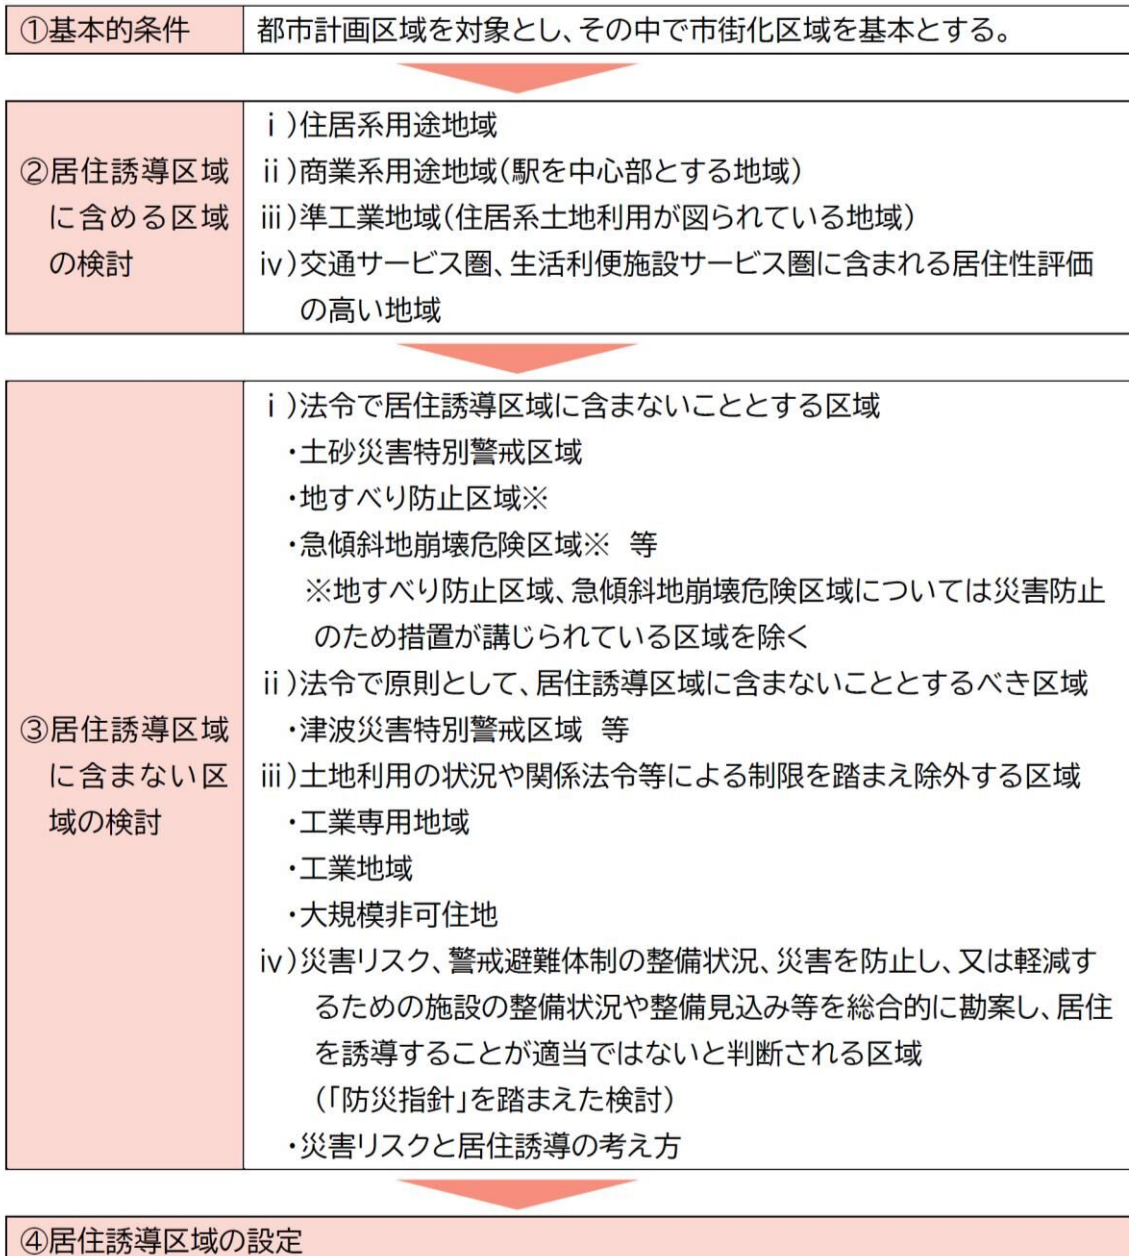 ①基本的条件
都市計画区域を対象とし、その中で市街化区域を基本とする。
②居住誘導区域
に含める区域
の検討
ⅰ)住居系用途地域
ⅱ)商業系用途地域(駅を中心部とする地域)
ⅲ)準工業地域(住居系土地利用が図られている地域)
ⅳ)交通サービス圏、生活利便施設サービス圏に含まれる居住性評価
の高い地域
③居住誘導区域
に含まない区
域の検討
ⅰ)法令で居住誘導区域に含まないこととする区域
・土砂災害特別警戒区域
・地すべり防止区域※
・急傾斜地崩壊危険区域※ 等
※地すべり防止区域、急傾斜地崩壊危険区域については災害防止
のため措置が講じられている区域を除く
ⅱ)法令で原則として、居住誘導区域に含まないこととするべき区域
・津波災害特別警戒区域 等
ⅲ)土地利用の状況や関係法令等による制限を踏まえ除外する区域
・工業専用地域
・工業地域
・大規模非可住地
ⅳ)災害リスク、警戒避難体制の整備状況、災害を防止し、又は軽減す
るための施設の整備状況や整備見込み等を総合的に勘案し、居住
を誘導することが適当ではないと判断される区域
(「防災指針」を踏まえた検討)
・災害リスクと居住誘導の考え方
④居住誘導区域の設定